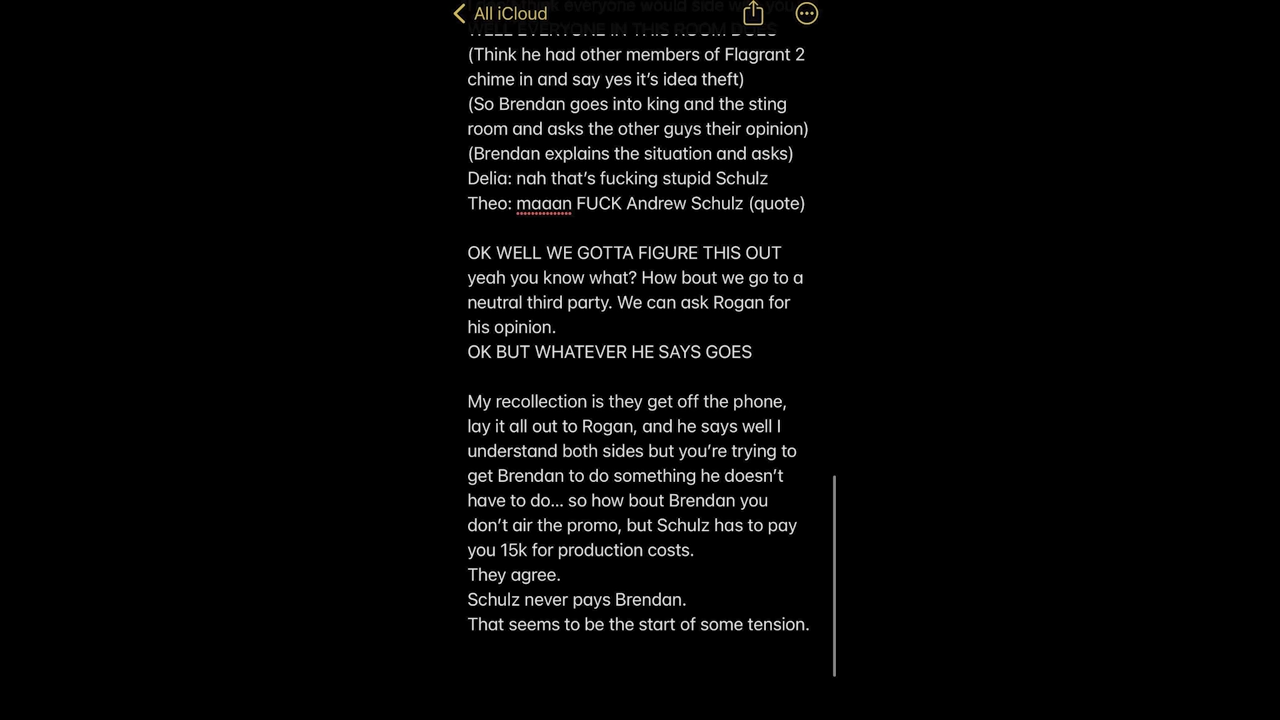 All iCloud
WELL EVERYONE IN THIS ROOM DOES
(Think he had other members of Flagrant 2
chime in and say yes it’s idea theft)
(So Brendan goes into king and the sting
room and asks the other guys their opinion)
(Brendan explains the situation and asks)
Delia: nah that’s fucking stupid Schulz
Theo: maaan FUCK Andrew Schulz (quote)
OK WELL WE GOTTA FIGURE THIS OUT
yeah you know what? How bout we go to a
neutral third party. We can ask Rogan for
his opinion.
OK BUT WHATEVER HE SAYS GOES
My recollection is they get off the phone,
lay it all out to Rogan, and he says well I
understand both sides but you’re trying to
get Brendan to do something he doesn’t
have to do... so how bout Brendan you
don’t air the promo, but Schulz has to pay
you 15k for production costs.
They agree.
Schulz never pays Brendan.
That seems to be the start of some tension.